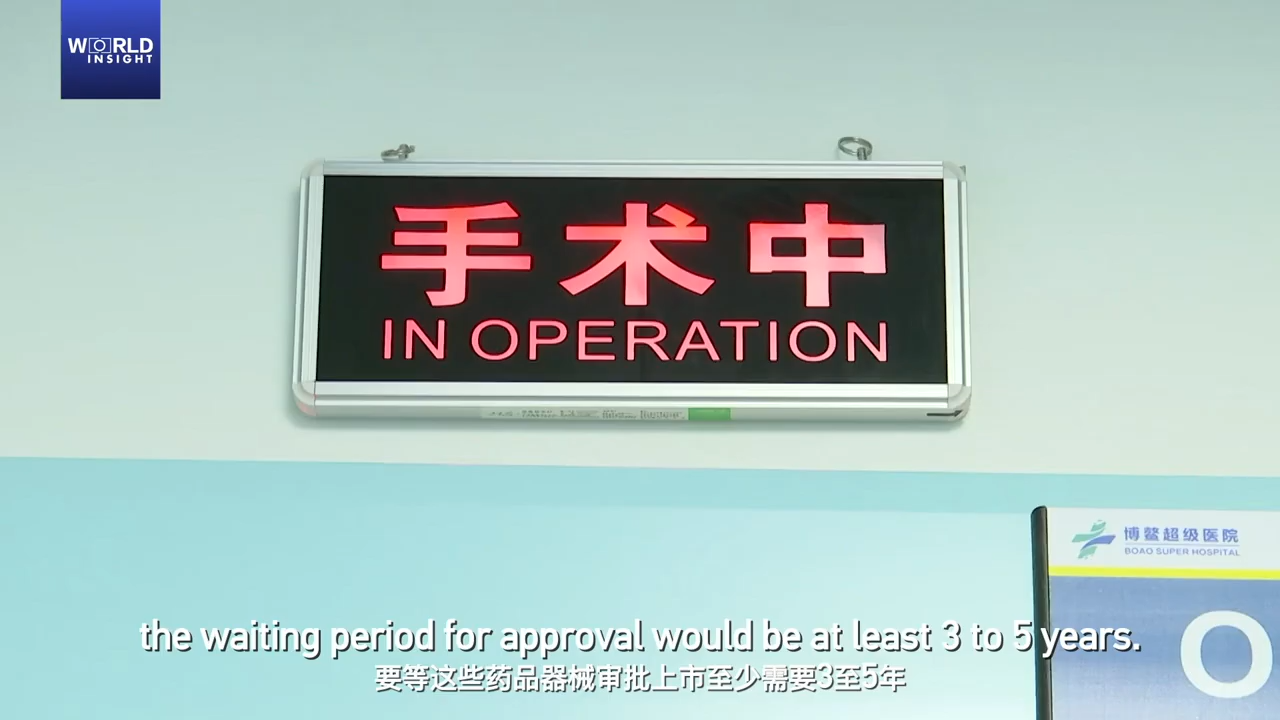 WORLD
INSIGHT
手术中
IN OPERATION
博鳌超级医院
BOAO SUPER HOSPITAL
O
the waiting period for approval would be at least 3 to 5 years.
要等这些药品器械审批上市至少需要3至5年